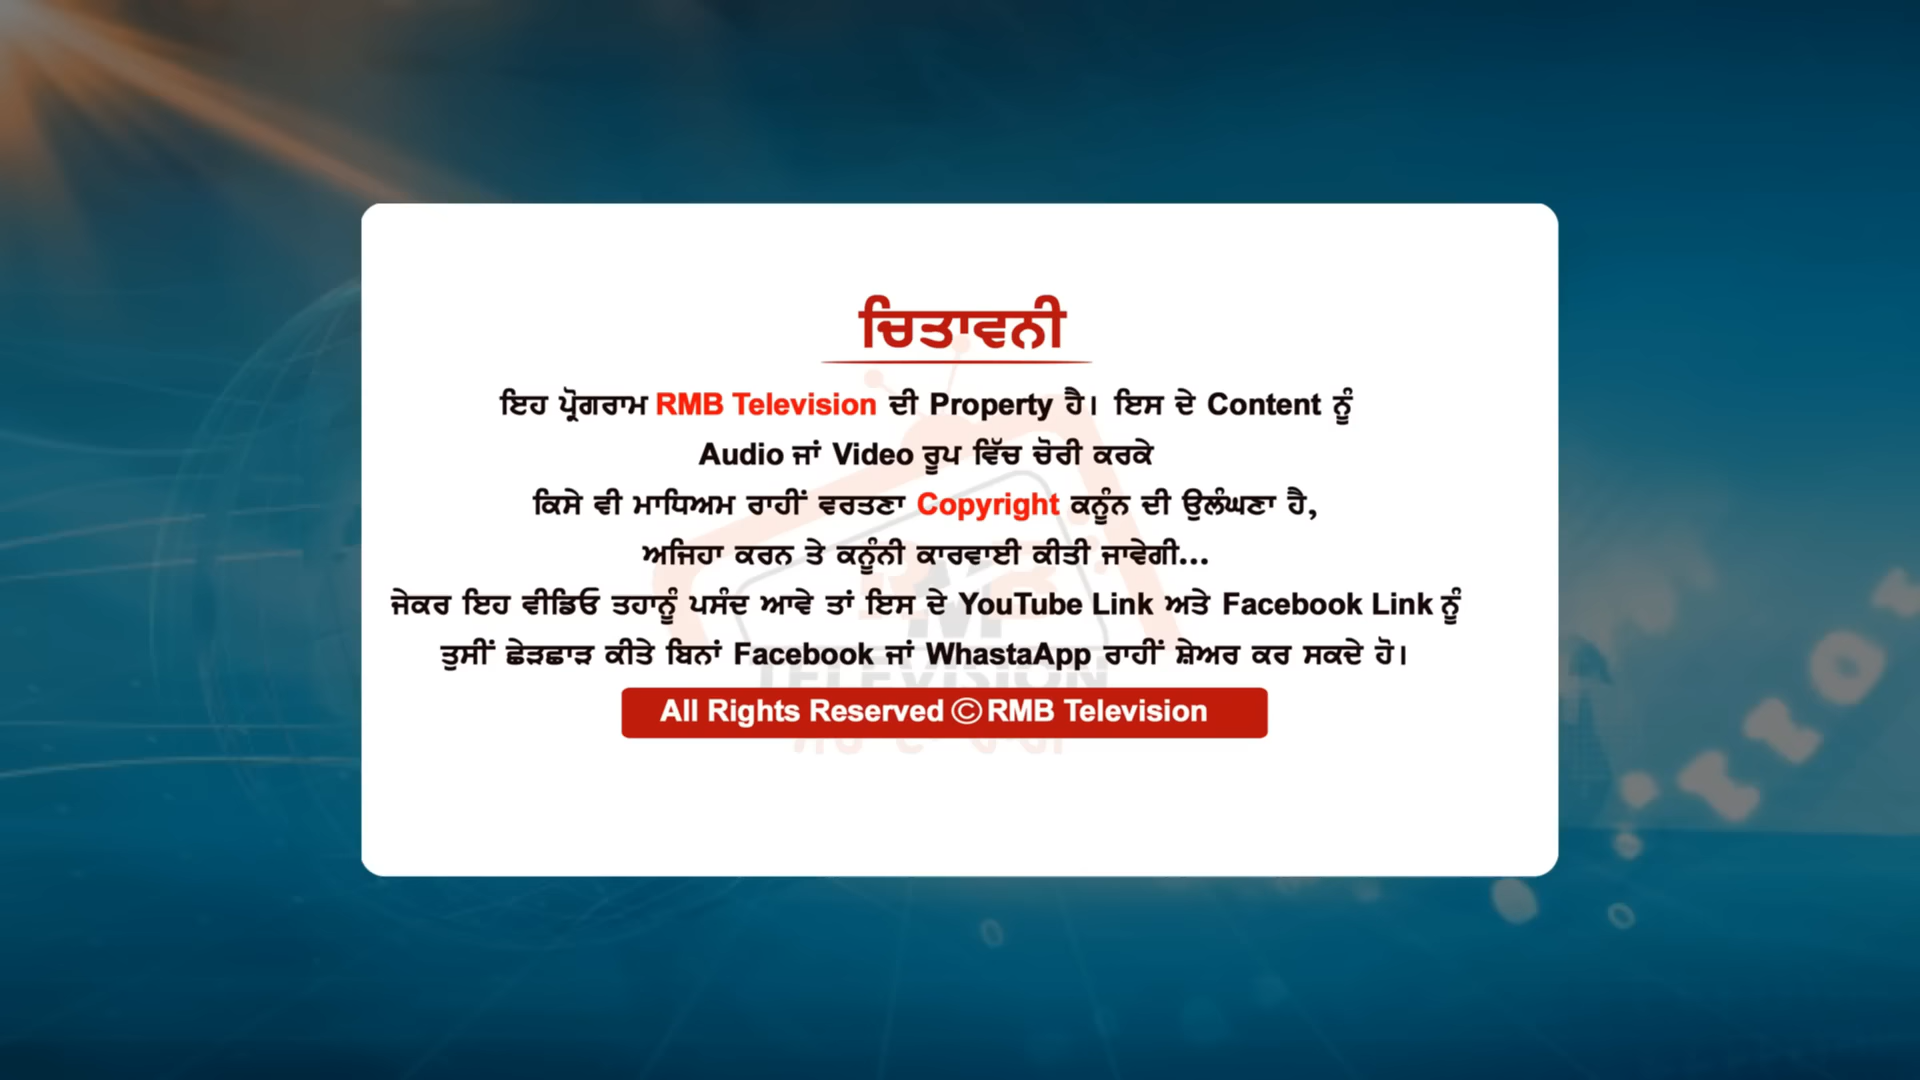 ਚਿਤਾਵਨੀ
ਇਹ ਪ੍ਰੋਗਰਾਮ RMB Television ਦੀ Property ਹੈ। ਇਸ ਦੇ Content ਨੂੰ
Audio ਜਾਂ Video ਰੂਪ ਵਿੱਚ ਚੋਰੀ ਕਰਕੇ
ਕਿਸੇ ਵੀ ਮਾਧਿਅਮ ਰਾਹੀਂ ਵਰਤਣਾ Copyright ਕਨੂੰਨ ਦੀ ਉਲੰਘਣਾ ਹੈ,
ਅਜਿਹਾ ਕਰਨ ਤੇ ਕਨੂੰਨੀ ਕਾਰਵਾਈ ਕੀਤੀ ਜਾਵੇਗੀ...
ਜੇਕਰ ਇਹ ਵੀਡਿਓ ਤਹਾਨੂੰ ਪਸੰਦ ਆਵੇ ਤਾਂ ਇਸ ਦੇ YouTube Link ਅਤੇ Facebook Link ਨੂੰ
ਤੁਸੀਂ ਛੇੜਛਾੜ ਕੀਤੇ ਬਿਨਾਂ Facebook ਜਾਂ WhastaApp ਰਾਹੀਂ ਸ਼ੇਅਰ ਕਰ ਸਕਦੇ ਹੋ।
TELEVISION
All Rights Reserved © RMB Television